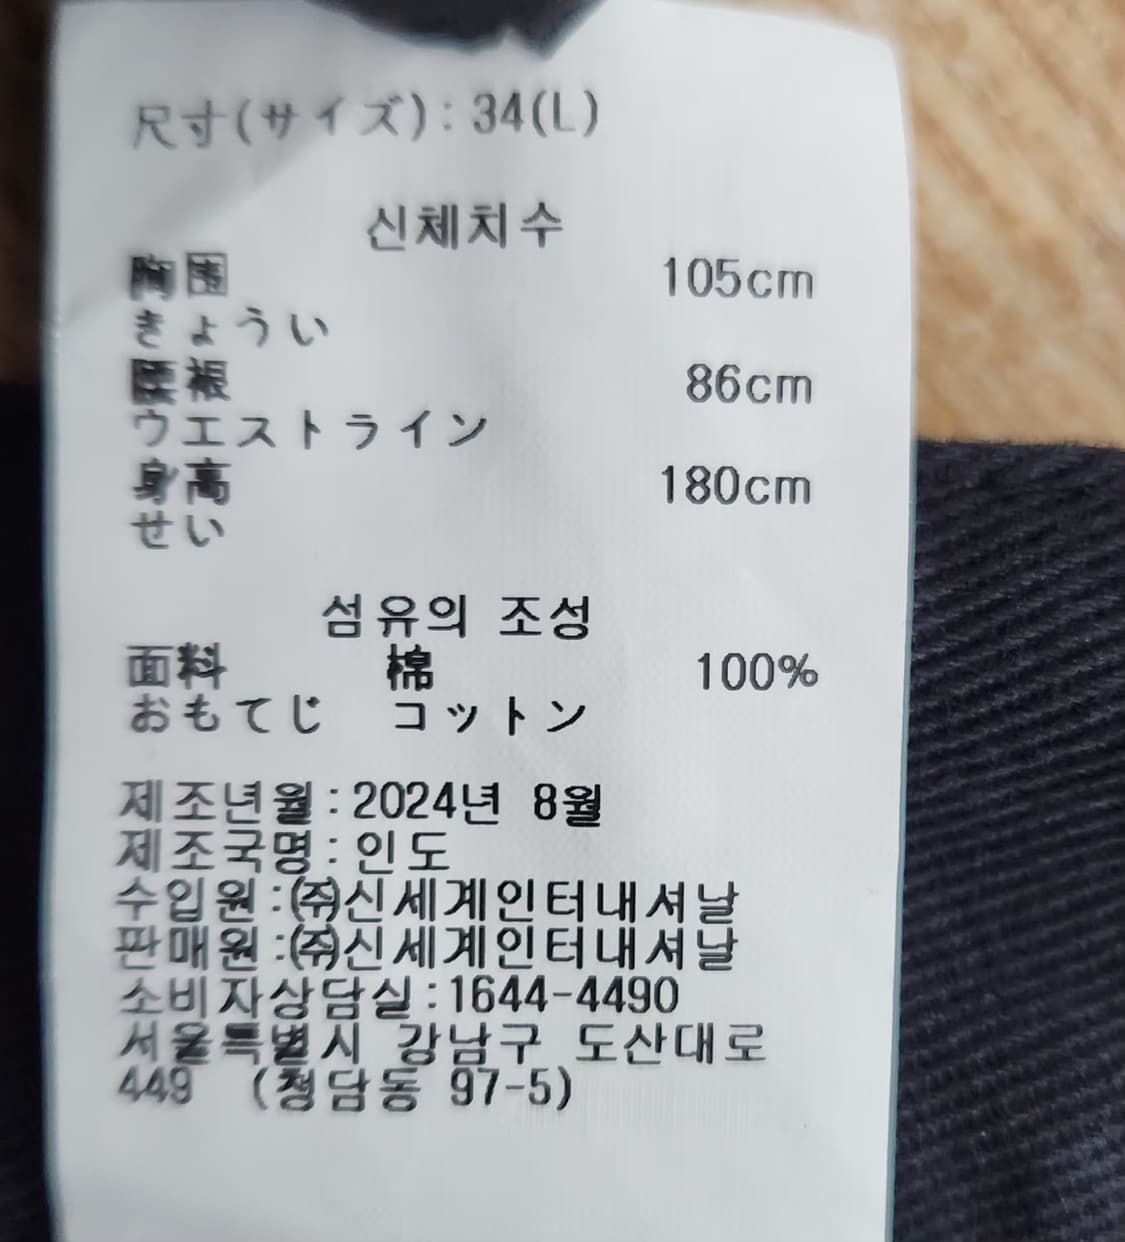 尺寸(サイズ):34(L)
신체치수
胸围 105cm
きょうい
腰裉 86cm
ウエストライン
身高 180cm
せい
섬유의 조성
面料 棉 100%
おもてじ コットン
제조년월:2024년 8월
제조국명:인도
수입원:㈜신세계인터내셔날
판매원:㈜신세계인터내셔날
소비자상담실:1644-4490
서울특별시 강남구 도산대로
449 (청담동 97-5)